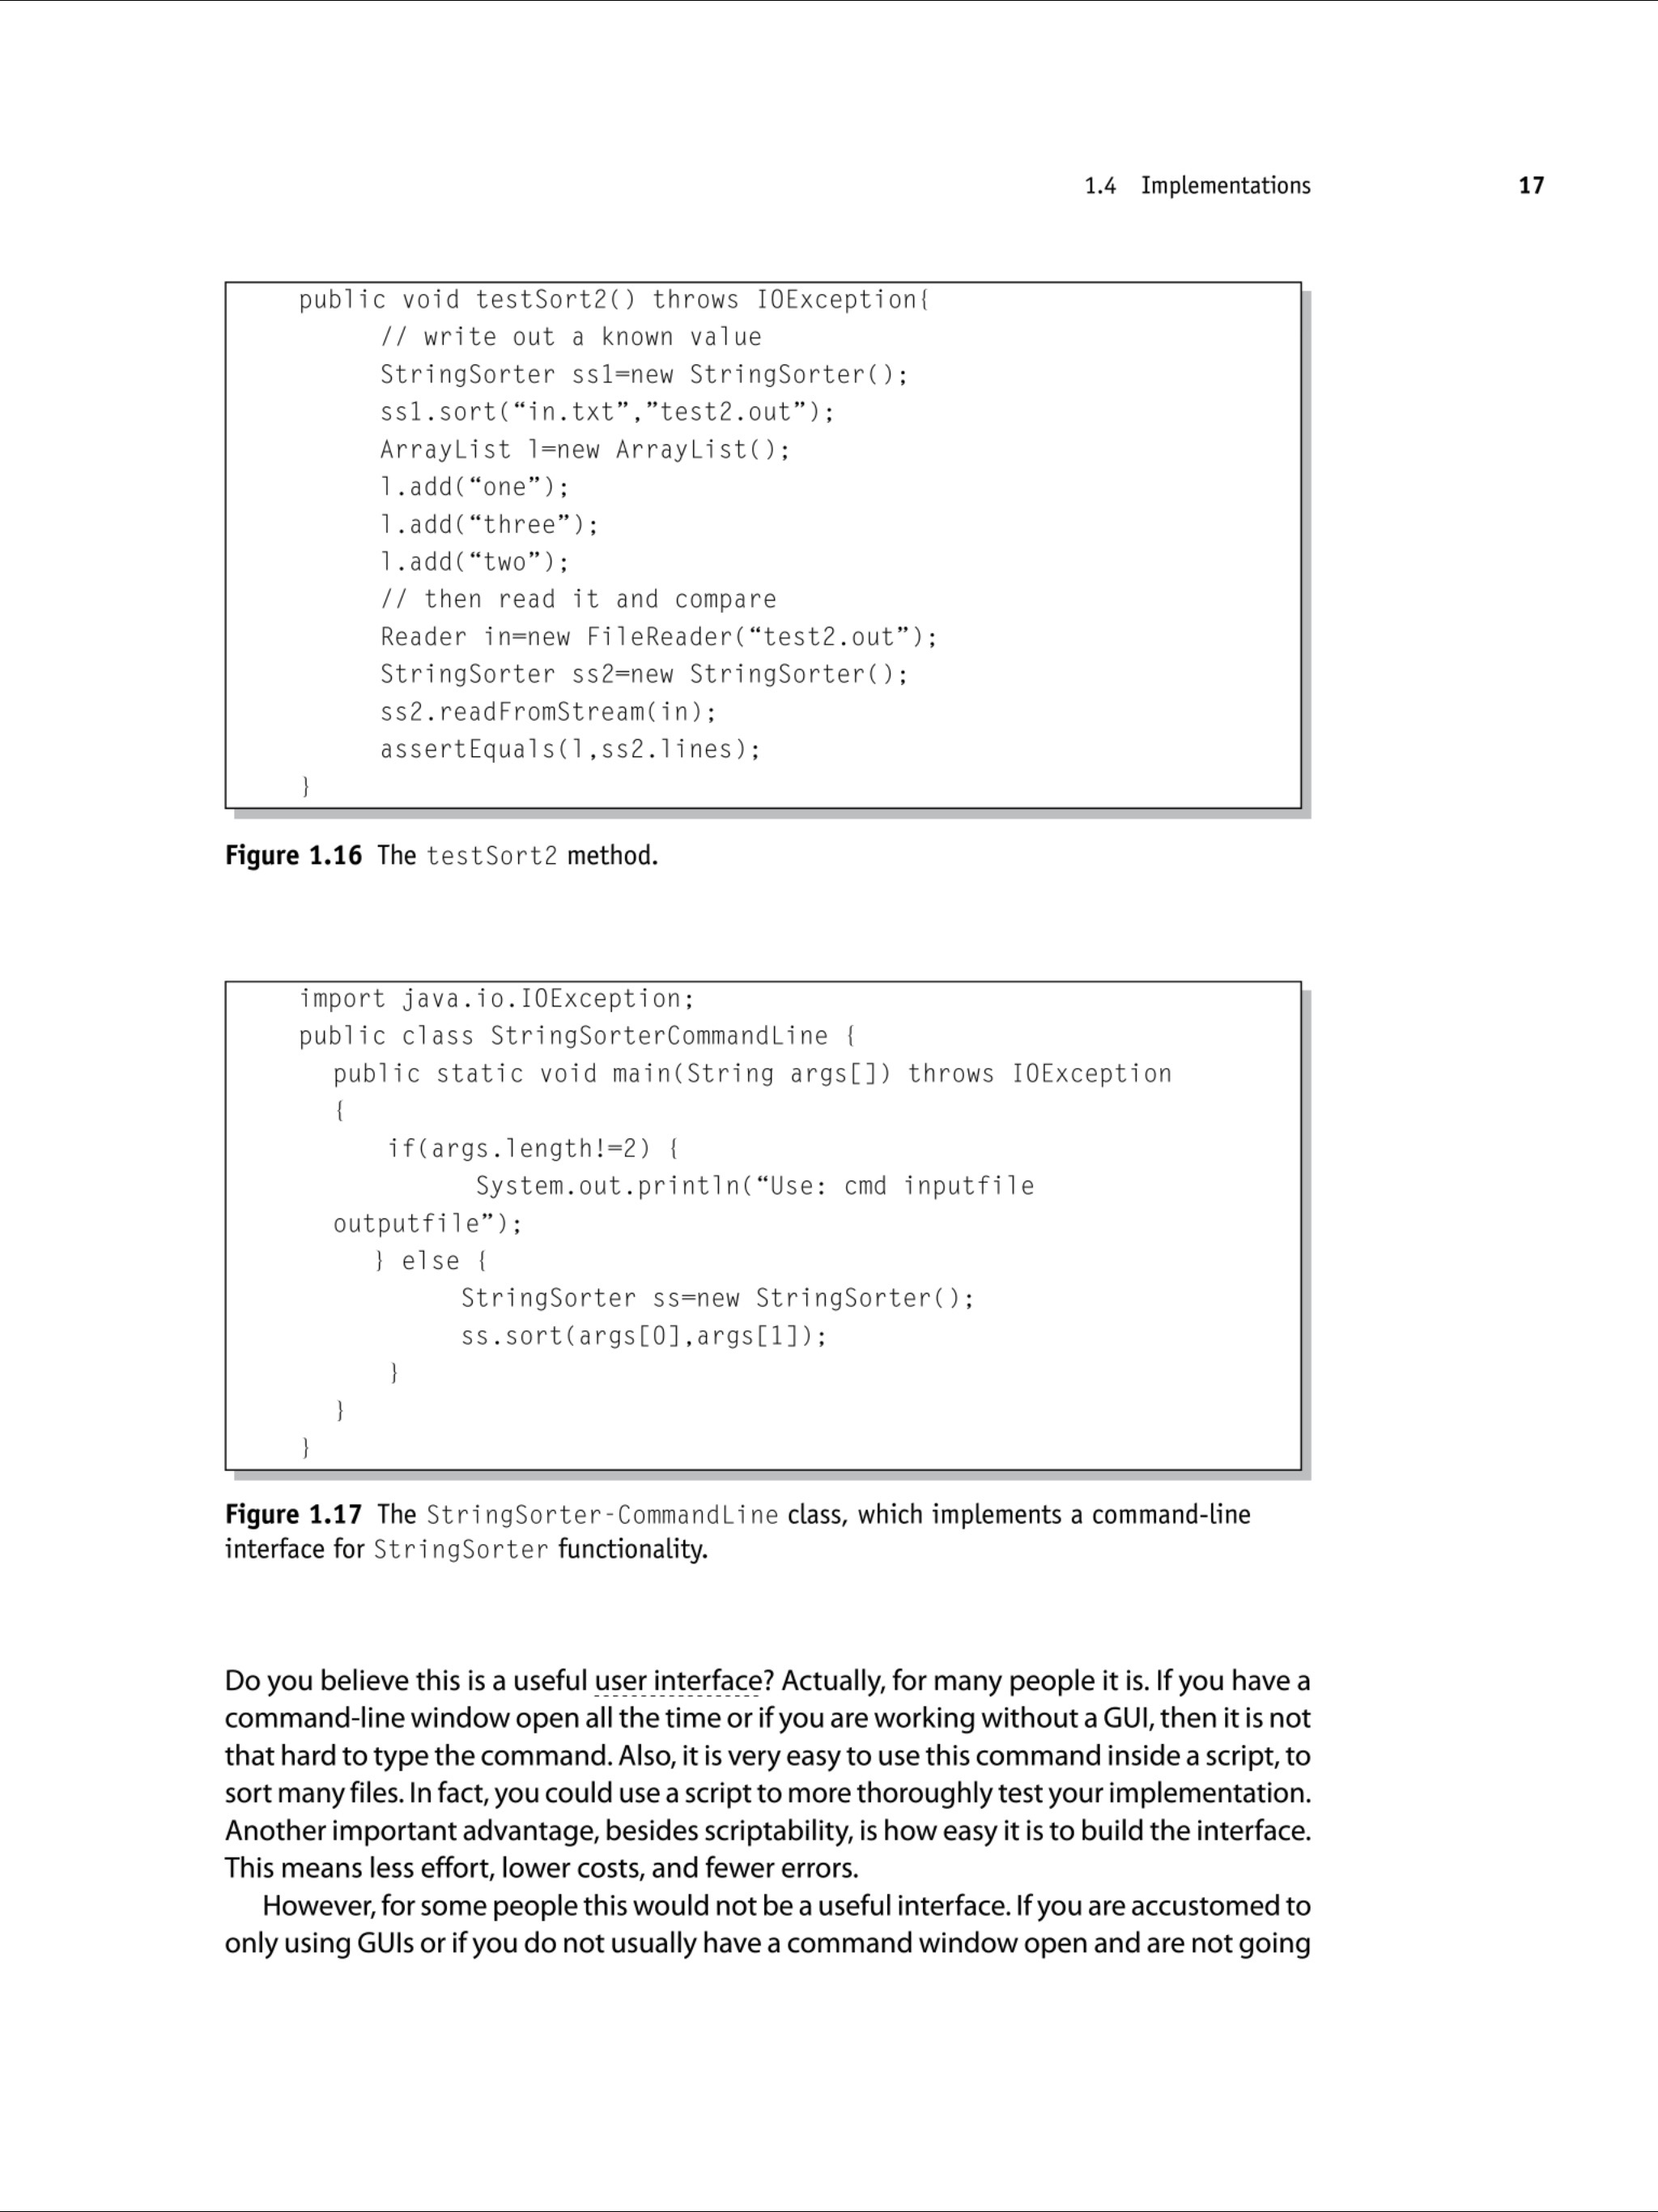 1.4 Implementations 17
public void testSort2() throws IOException{
// write out a known value
StringSorter ss1=new StringSorter();
ss1.sort(“in.txt”,”test2.out”);
ArrayList l=new ArrayList();
l.add(“one”);
l.add(“three”);
l.add(“two”);
// then read it and compare
Reader in=new FileReader(“test2.out”);
StringSorter ss2=new StringSorter();
ss2.readFromStream(in);
assertEquals(l,ss2.lines);
}
Figure 1.16 The testSort2 method.
import java.io.IOException;
public class StringSorterCommandLine {
public static void main(String args[]) throws IOException
{
if(args.length!=2) {
System.out.println(“Use: cmd inputfile
outputfile”);
} else {
StringSorter ss=new StringSorter();
ss.sort(args[0],args[1]);
}
}
}
Figure 1.17 The StringSorter-CommandLine class, which implements a command-line
interface for StringSorter functionality.
Do you believe this is a useful user interface? Actually, for many people it is. If you have a
command-line window open all the time or if you are working without a GUI, then it is not
that hard to type the command. Also, it is very easy to use this command inside a script, to
sort many files. In fact, you could use a script to more thoroughly test your implementation.
Another important advantage, besides scriptability, is how easy it is to build the interface.
This means less effort, lower costs, and fewer errors.
However, for some people this would not be a useful interface. If you are accustomed to
only using GUIs or if you do not usually have a command window open and are not going